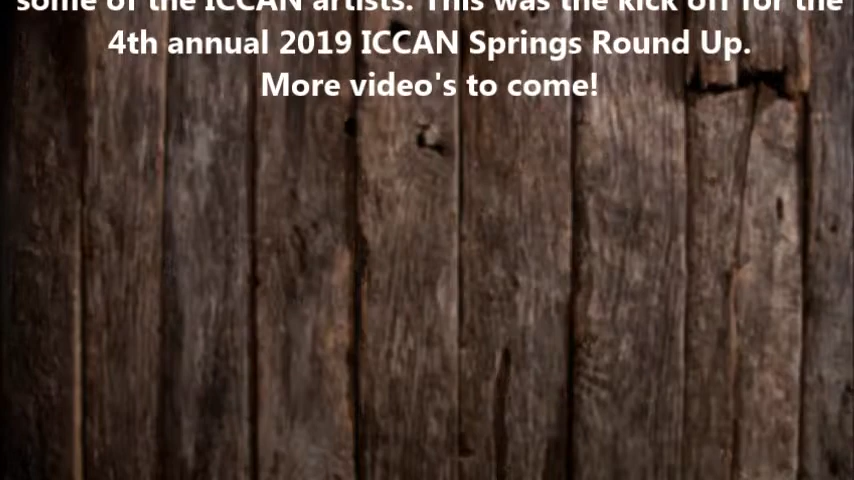 some of the ICCAN artists. This was the kick off for the
4th annual 2019 ICCAN Springs Round Up.
More video's to come!